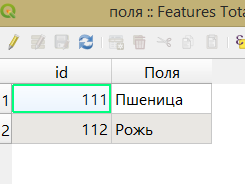 поля :: Features Tota
id Поля
1 111 Пшеница
2 112 Рожь